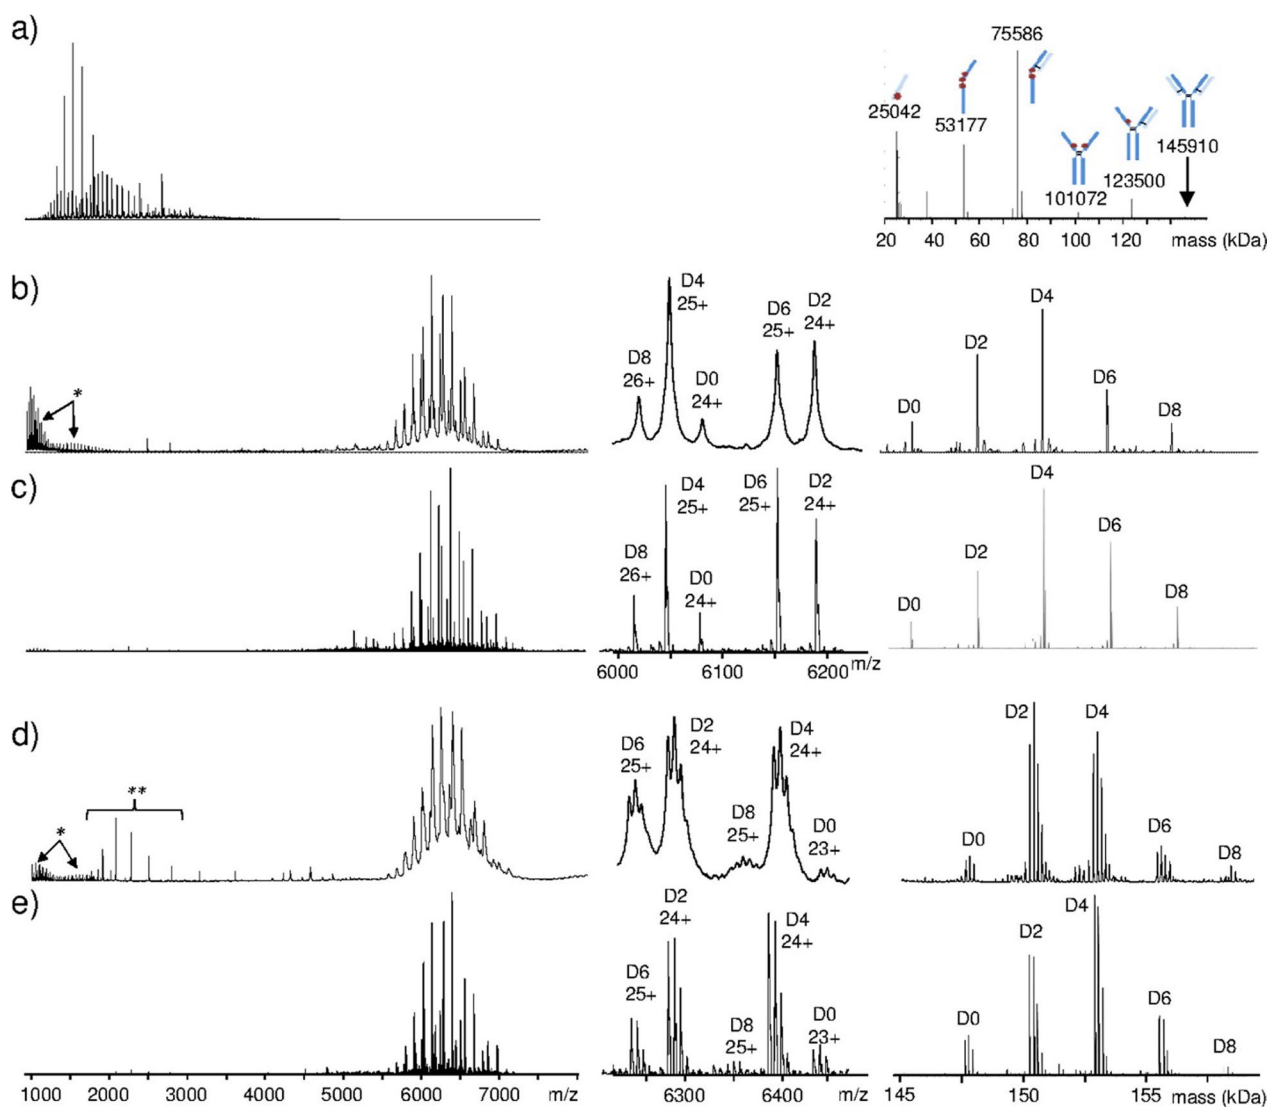 a)
75586
25042
53177
145910
123500
101072
20 40 60 80 100 120 mass (kDa)
b)
*
D8
26+
D4
25+
D0
24+
D6
25+
D2
24+
D0
D2
D4
D6
D8
c)
D8
26+
D4
25+
D0
24+
D6
25+
D2
24+
6000 6100 6200 m/z
D0
D2
D4
D6
D8
d)
*
**
D6
25+
D2
24+
D8
25+
D4
24+
D0
23+
D0
D2
D4
D6
D8
e)
1000 2000 3000 4000 5000 6000 7000 m/z
D6
25+
D2
24+
D8
25+
D4
24+
D0
23+
6300 6400 m/z
D0
D2
D4
D6
D8
145 150 155 mass (kDa)